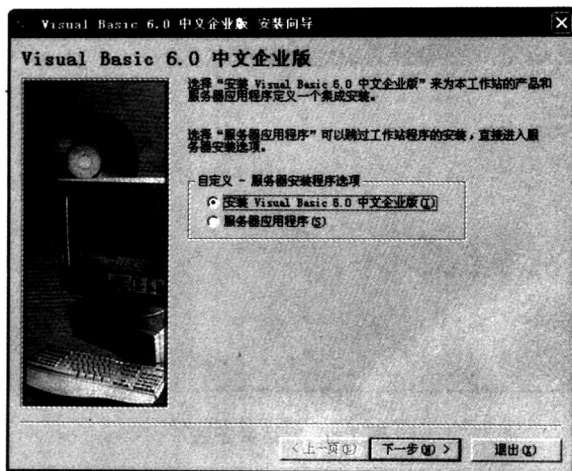 Visual Basic 6.0 中文企业版 安装向导
Visual Basic 6.0 中文企业版
选择“安装 Visual Basic 6.0 中文企业版”来为本工作站的产品和
服务器应用程序定义一个集成安装。
选择“服务器应用程序”可以跳过工作站程序的安装，直接进入服
务器安装选项。
自定义 - 服务器安装程序选项
安装 Visual Basic 6.0 中文企业版(I)
服务器应用程序(S)
<上一页(B) 下一步(N) > 退出(X)